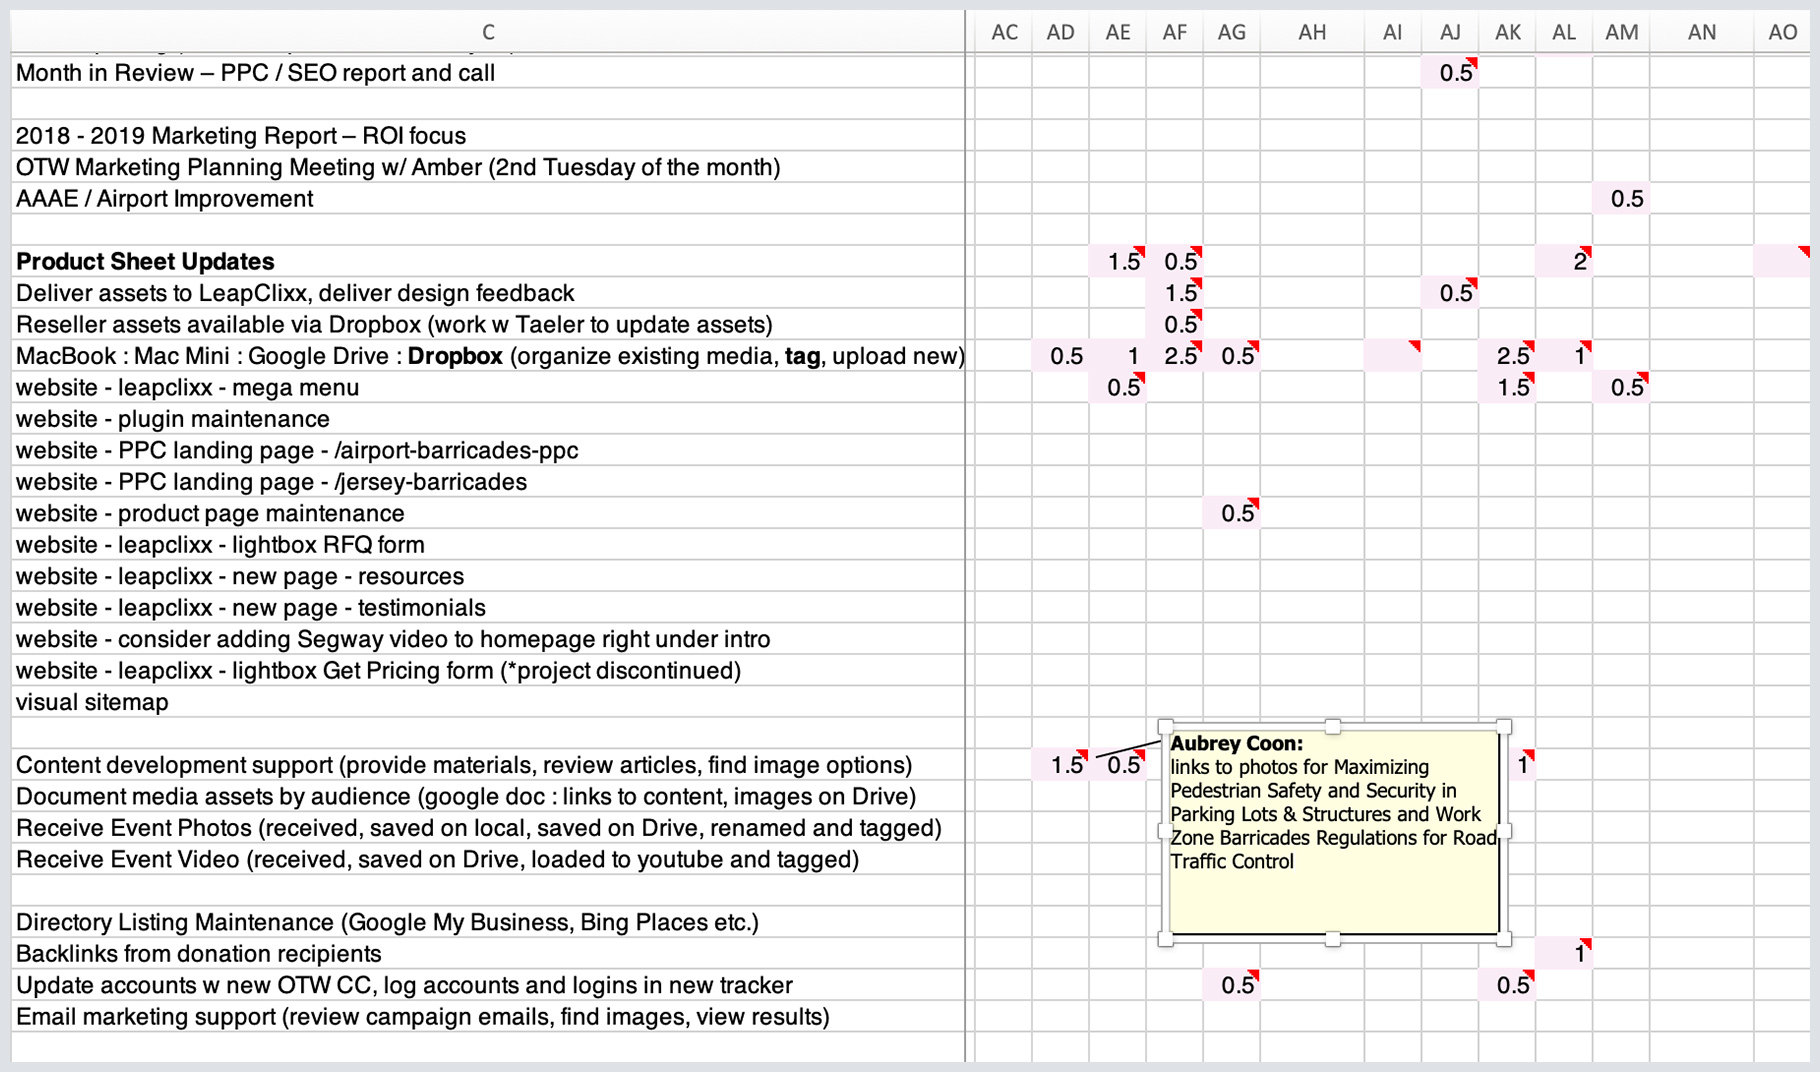 C AC AD AE AF AG AH AI AJ AK AL AM AN AO
Month in Review – PPC / SEO report and call 0.5
2018 - 2019 Marketing Report – ROI focus
OTW Marketing Planning Meeting w/ Amber (2nd Tuesday of the month)
AAAE / Airport Improvement 0.5
Product Sheet Updates 1.5 0.5 2
Deliver assets to LeapClixx, deliver design feedback 1.5 0.5
Reseller assets available via Dropbox (work w Taeler to update assets) 0.5
MacBook : Mac Mini : Google Drive : Dropbox (organize existing media, tag, upload new) 0.5 1 2.5 0.5 2.5 1
website - leapclixx - mega menu 0.5 1.5 0.5
website - plugin maintenance
website - PPC landing page - /airport-barricades-ppc
website - PPC landing page - /jersey-barricades
website - product page maintenance 0.5
website - leapclixx - lightbox RFQ form
website - leapclixx - new page - resources
website - leapclixx - new page - testimonials
website - consider adding Segway video to homepage right under intro
website - leapclixx - lightbox Get Pricing form (*project discontinued)
visual sitemap
Content development support (provide materials, review articles, find image options) 1.5 0.5 1
Document media assets by audience (google doc : links to content, images on Drive)
Receive Event Photos (received, saved on local, saved on Drive, renamed and tagged)
Receive Event Video (received, saved on Drive, loaded to youtube and tagged)
Aubrey Coon:
links to photos for Maximizing
Pedestrian Safety and Security in
Parking Lots & Structures and Work
Zone Barricades Regulations for Road
Traffic Control
Directory Listing Maintenance (Google My Business, Bing Places etc.)
Backlinks from donation recipients 1
Update accounts w new OTW CC, log accounts and logins in new tracker 0.5 0.5
Email marketing support (review campaign emails, find images, view results)